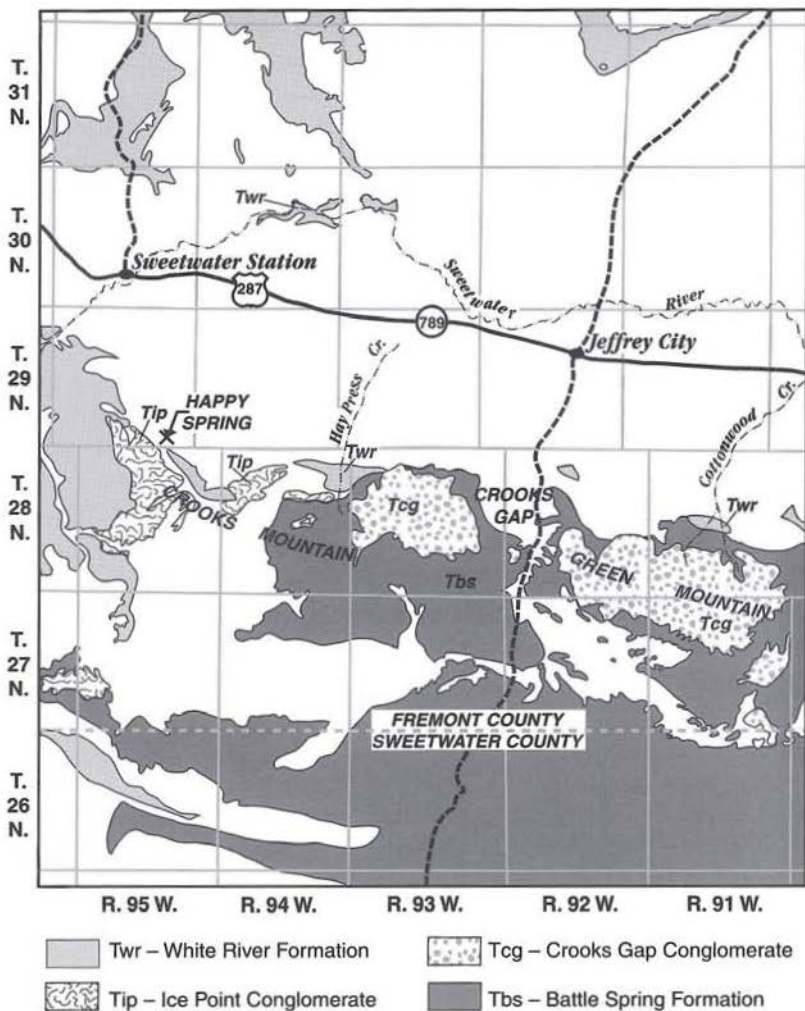 T.
31
N.
T.
30
N.
T.
29
N.
T.
28
N.
T.
27
N.
T.
26
N.
Twr
Sweetwater Station
287
789
Sweetwater
River
Jeffrey City
Hay Press Cr.
Cottonwood Cr.
Tip
HAPPY
SPRING
Tip
Twr
CROOKS
MOUNTAIN
Tcg
CROOKS
GAP
Twr
GREEN
MOUNTAIN
Tcg
Tbs
FREMONT COUNTY
SWEETWATER COUNTY
R. 95 W. R. 94 W. R. 93 W. R. 92 W. R. 91 W.
Twr – White River Formation
Tcg – Crooks Gap Conglomerate
Tip – Ice Point Conglomerate
Tbs – Battle Spring Formation